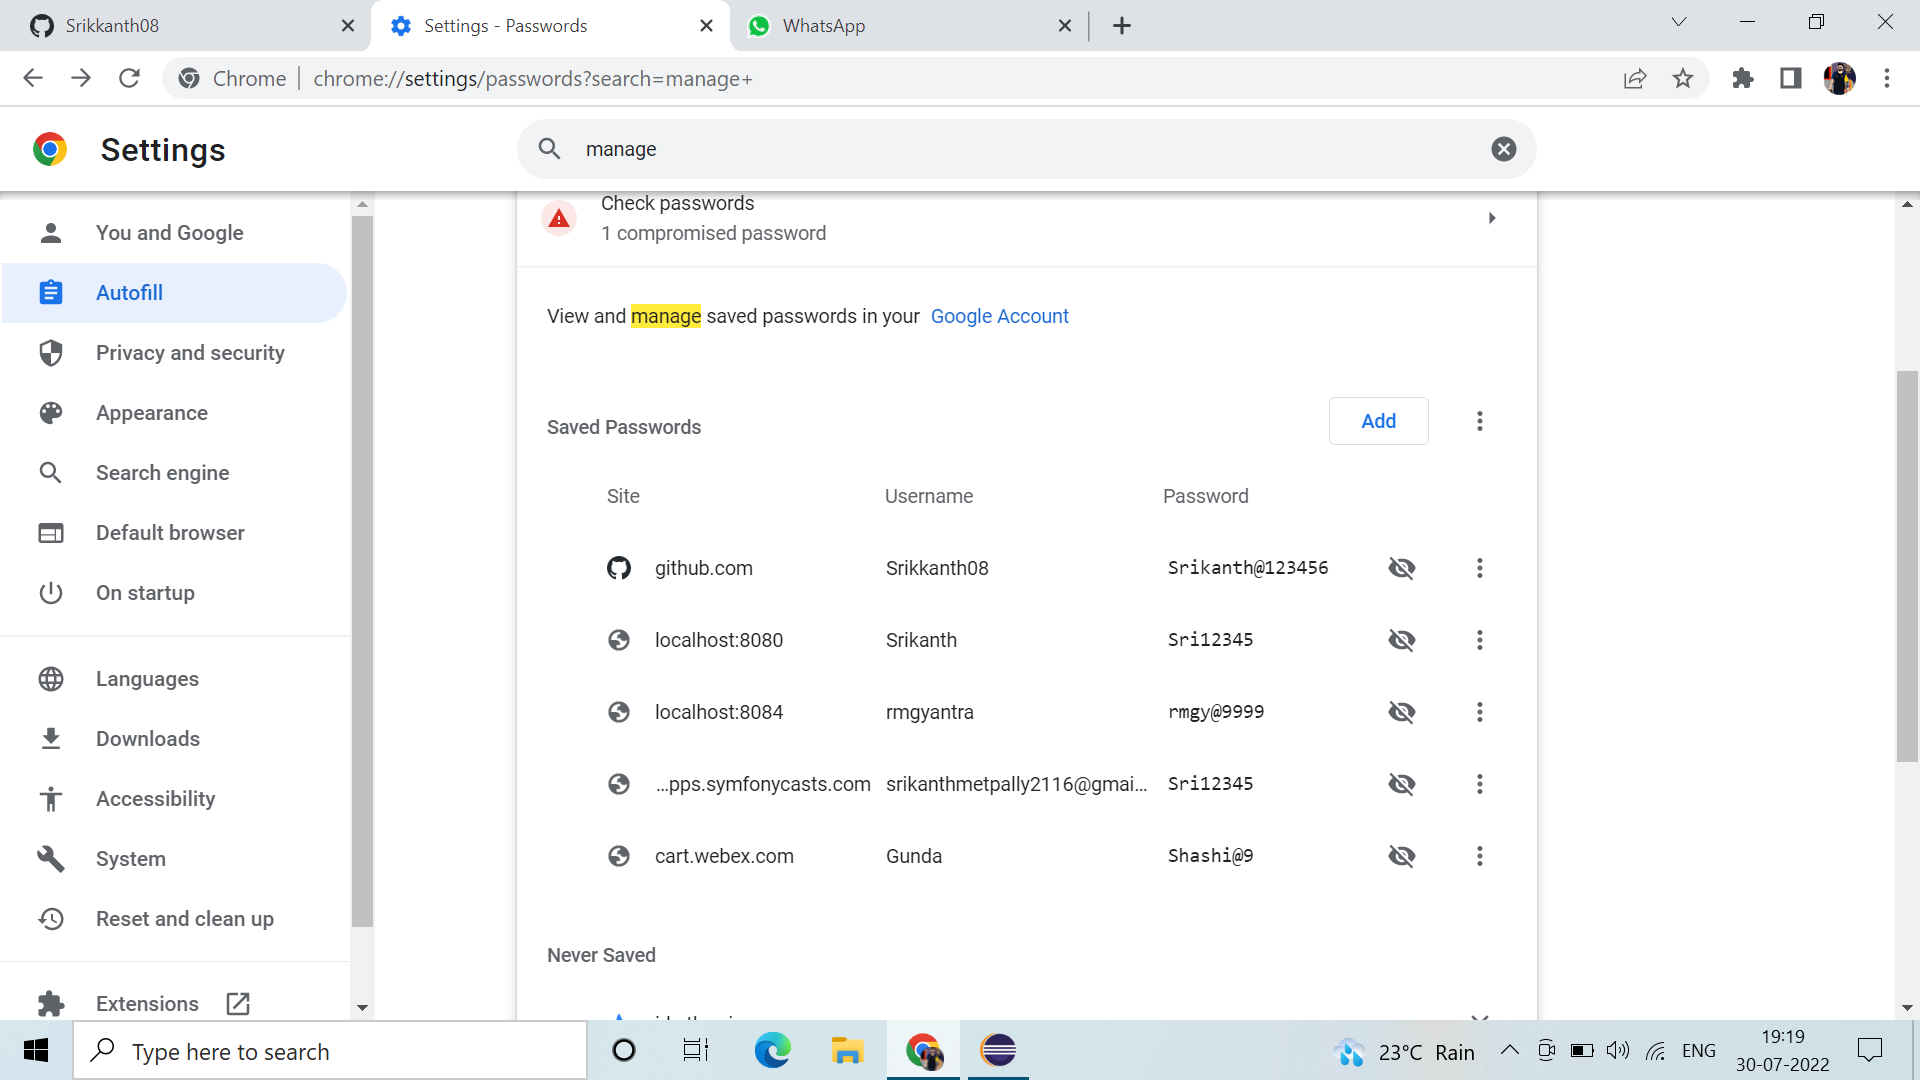 Srikkanth08
Settings - Passwords
WhatsApp
Chrome
chrome://settings/passwords?search=manage+
Settings
manage
You and Google
Autofill
Privacy and security
Appearance
Search engine
Default browser
On startup
Languages
Downloads
Accessibility
System
Reset and clean up
Extensions
Check passwords
1 compromised password
View and manage saved passwords in your Google Account
Saved Passwords
Add
Site Username Password
github.com Srikkanth08 Srikanth@123456
localhost:8080 Srikanth Sri12345
localhost:8084 rmgyantra rmgy@9999
...pps.symfonycasts.com srikanthmetpally2116@gmai... Sri12345
cart.webex.com Gunda Shashi@9
Never Saved
Type here to search
23°C Rain
ENG
19:19
30-07-2022